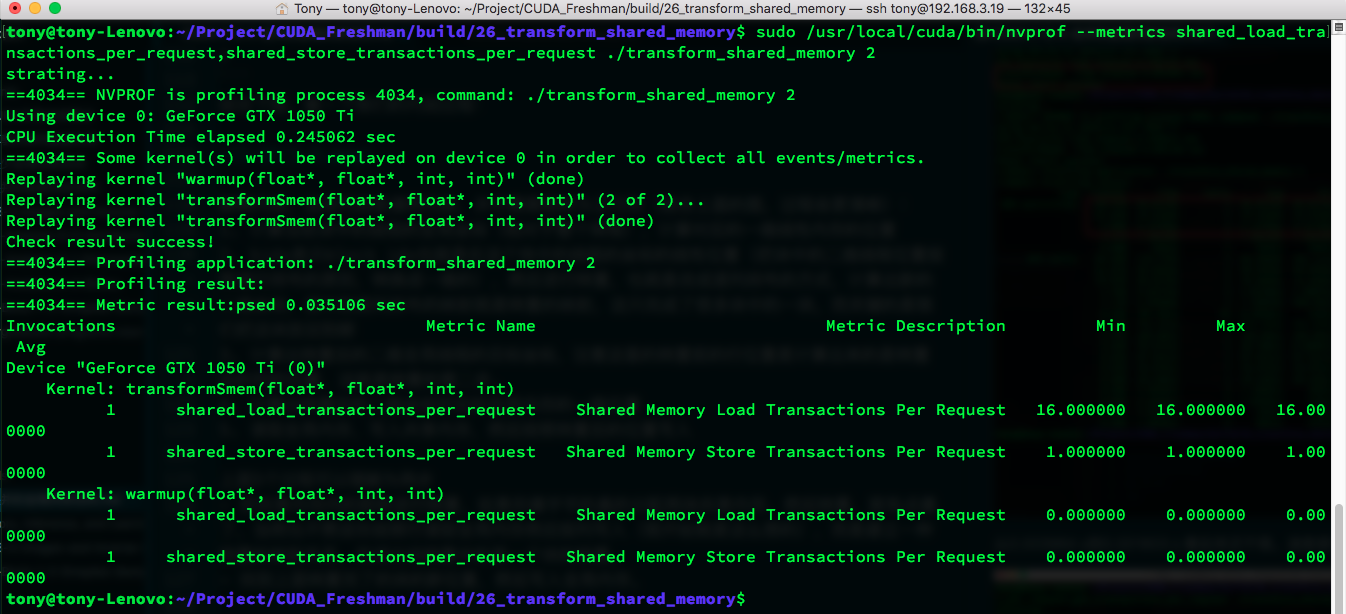 Tony — tony@tony-Lenovo: ~/Project/CUDA_Freshman/build/26_transform_shared_memory — ssh tony@192.168.3.19 — 132×45
tony@tony-Lenovo:~/Project/CUDA_Freshman/build/26_transform_shared_memory$ sudo /usr/local/cuda/bin/nvprof --metrics shared_load_tra
nsactions_per_request,shared_store_transactions_per_request ./transform_shared_memory 2
strating...
==4034== NVPROF is profiling process 4034, command: ./transform_shared_memory 2
Using device 0: GeForce GTX 1050 Ti
CPU Execution Time elapsed 0.245062 sec
==4034== Some kernel(s) will be replayed on device 0 in order to collect all events/metrics.
Replaying kernel "warmup(float*, float*, int, int)" (done)
Replaying kernel "transformSmem(float*, float*, int, int)" (2 of 2)...
Replaying kernel "transformSmem(float*, float*, int, int)" (done)
Check result success!
==4034== Profiling application: ./transform_shared_memory 2
==4034== Profiling result:
==4034== Metric result:psed 0.035106 sec
Invocations Metric Name Metric Description Min Max
Avg
Device "GeForce GTX 1050 Ti (0)"
Kernel: transformSmem(float*, float*, int, int)
1 shared_load_transactions_per_request Shared Memory Load Transactions Per Request 16.000000 16.000000 16.00
0000
1 shared_store_transactions_per_request Shared Memory Store Transactions Per Request 1.000000 1.000000 1.00
0000
Kernel: warmup(float*, float*, int, int)
1 shared_load_transactions_per_request Shared Memory Load Transactions Per Request 0.000000 0.000000 0.00
0000
1 shared_store_transactions_per_request Shared Memory Store Transactions Per Request 0.000000 0.000000 0.00
0000
tony@tony-Lenovo:~/Project/CUDA_Freshman/build/26_transform_shared_memory$